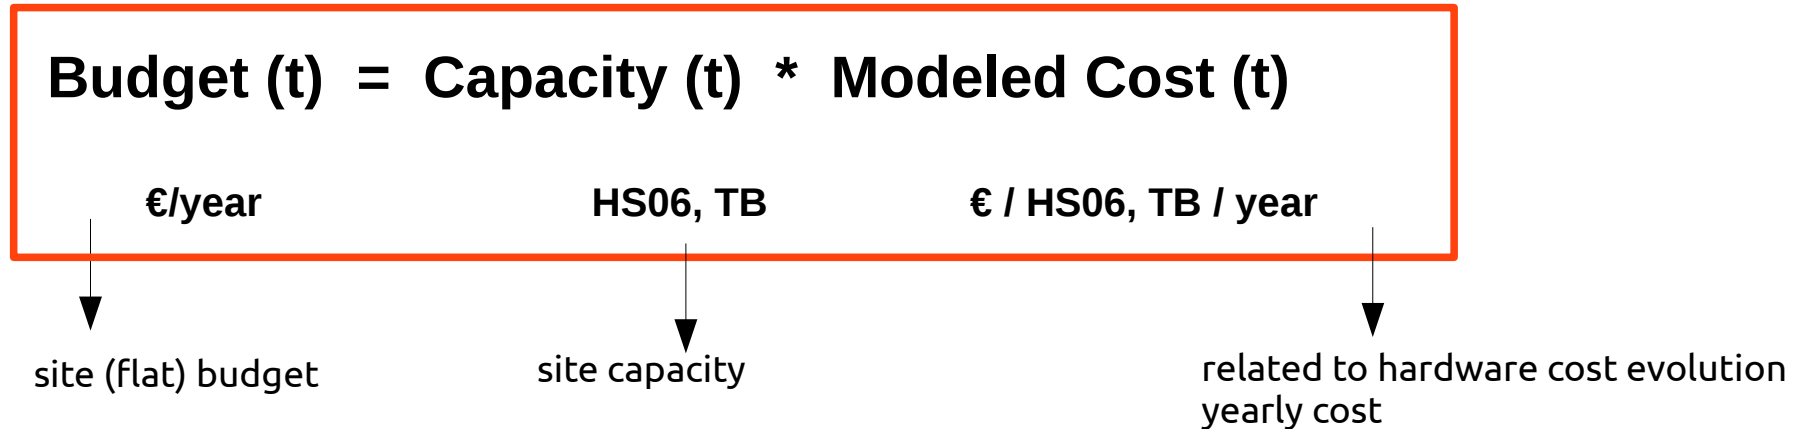 Budget (t) = Capacity (t) * Modeled Cost (t)
€/year HS06, TB € / HS06, TB / year
site (flat) budget site capacity related to hardware cost evolution
yearly cost